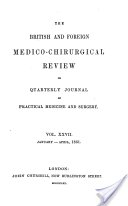 THE
BRITISH AND FOREIGN
MEDICO-CHIRURGICAL
REVIEW
OR
QUARTERLY JOURNAL
OF
PRACTICAL MEDICINE AND SURGERY.
VOL. XXVII.
JANUARY—APRIL, 1861.
LONDON:
JOHN CHURCHILL, NEW BURLINGTON STREET.